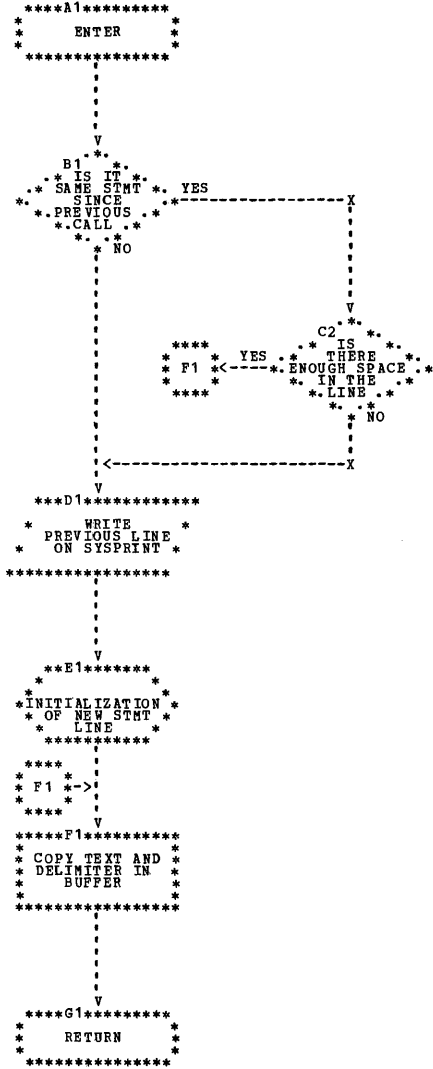 A1
ENTER
B1
IS IT
SAME STMT
SINCE
PREVIOUS
CALL
YES
NO
C2
IS
THERE
ENOUGH SPACE
IN THE
LINE
YES
F1
NO
D1
WRITE
PREVIOUS LINE
ON SYSPRINT
E1
INITIALIZATION
OF NEW STMT
LINE
F1
F1
COPY TEXT AND
DELIMITER IN
BUFFER
G1
RETURN